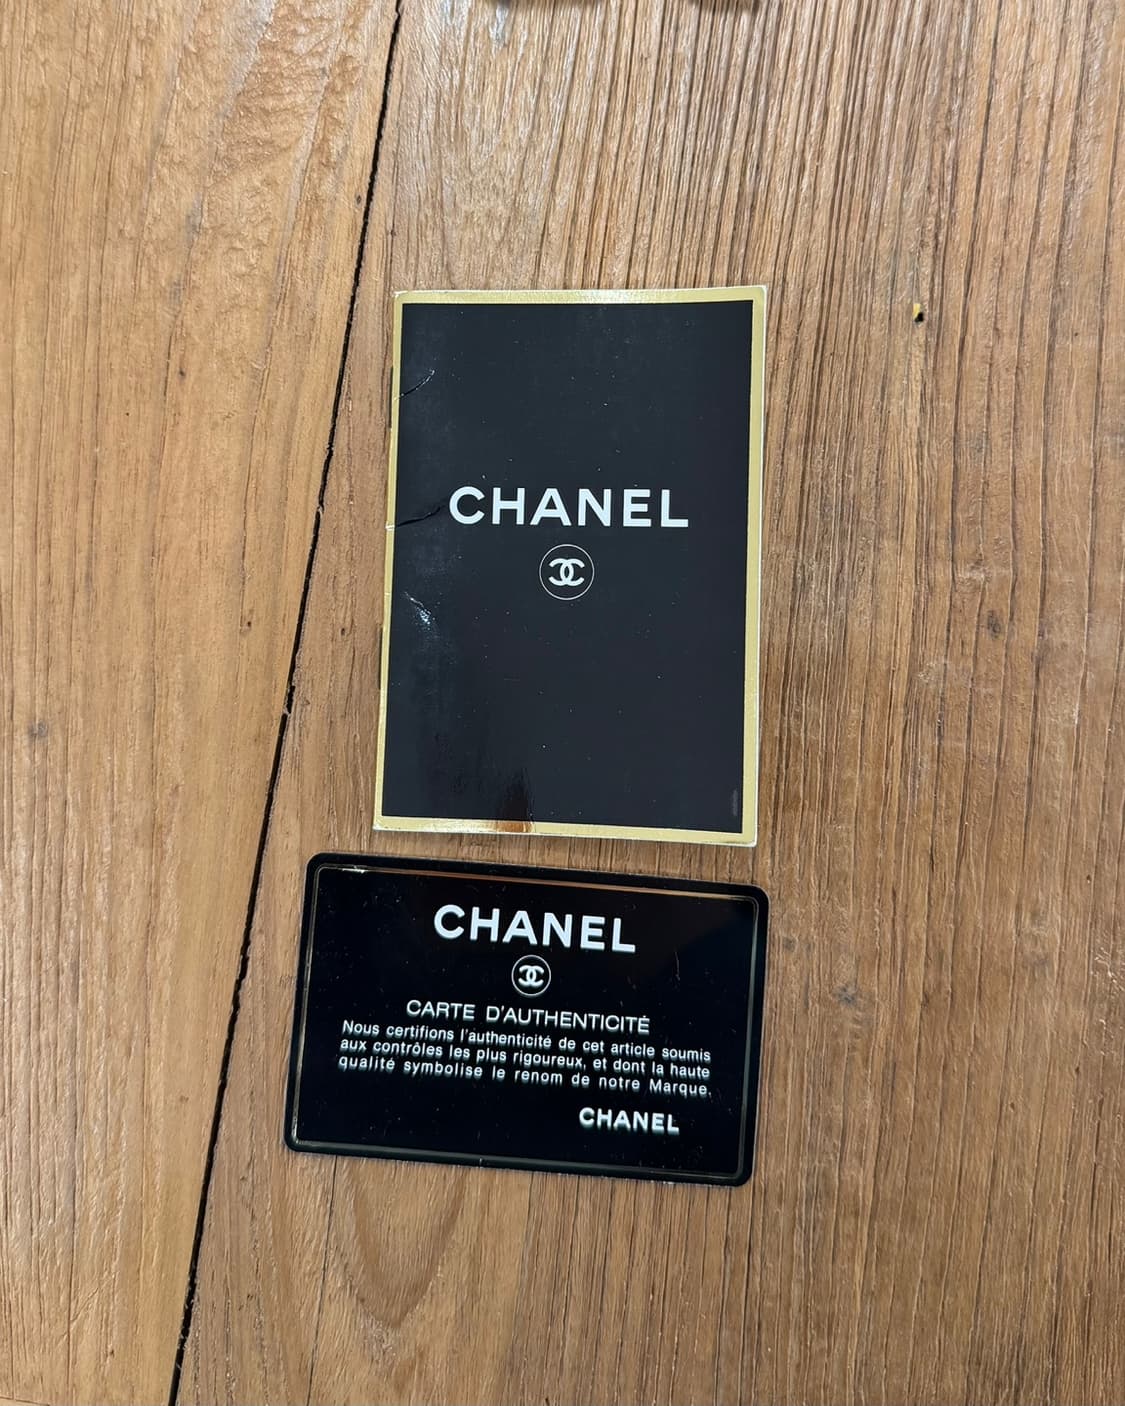 CHANEL
CHANEL
CARTE D'AUTHENTICITÉ
Nous certifions l'authenticité de cet article soumis
aux contrôles les plus rigoureux, et dont la haute
qualité symbolise le renom de notre Marque.
CHANEL